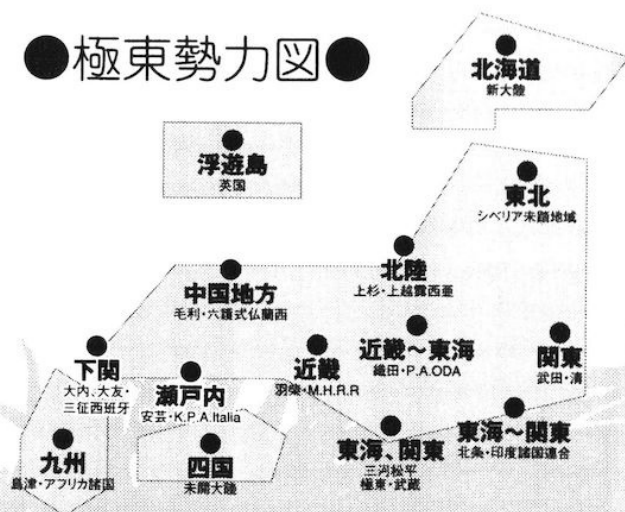 ●極東勢力図●
北海道
新大陸
浮遊島
英国
東北
シベリア未踏地域
北陸
上杉・上越露西亜
中国地方
毛利・六護式仏蘭西
近畿～東海
織田・P.A.ODA
近畿
羽柴・M.H.R.R
関東
武田・清
下関
大内、大友・
三征西班牙
瀬戸内
安芸・K.P.A.Italia
東海～関東
北条・印度諸国連合
東海、関東
三河松平
極東・武蔵
九州
島津・アフリカ諸国
四国
未開大陸